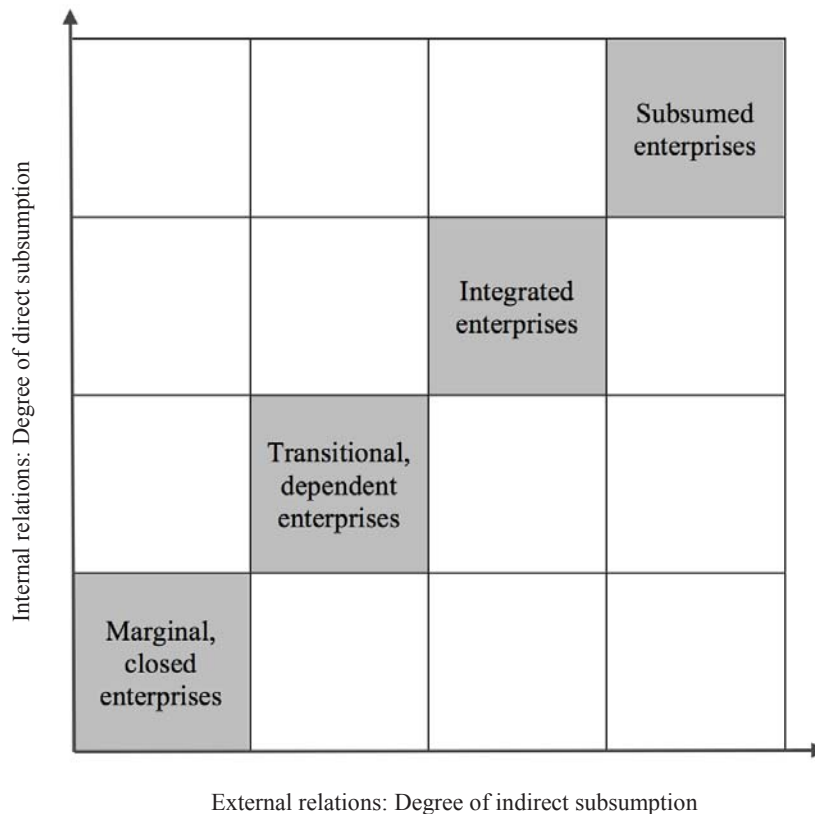 Internal relations: Degree of direct subsumption
Subsumed
enterprises
Integrated
enterprises
Transitional,
dependent
enterprises
Marginal,
closed
enterprises
External relations: Degree of indirect subsumption